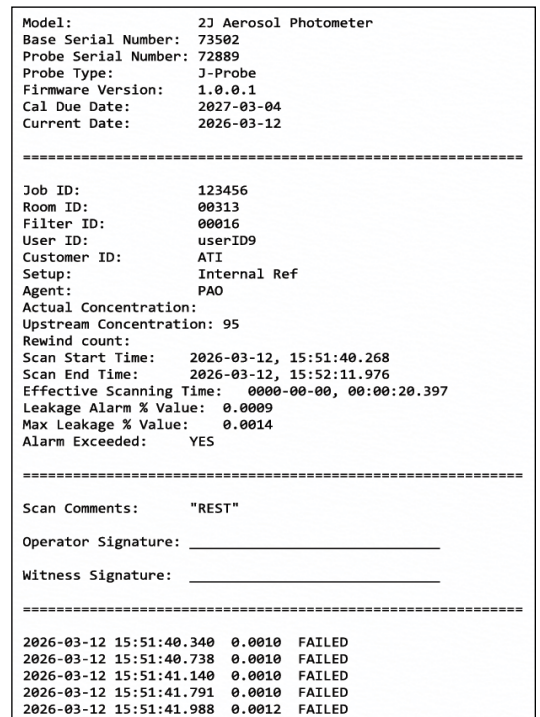 Model: 2J Aerosol Photometer
Base Serial Number: 73502
Probe Serial Number: 72889
Probe Type: J-Probe
Firmware Version: 1.0.0.1
Cal Due Date: 2027-03-04
Current Date: 2026-03-12
============================================================
Job ID: 123456
Room ID: 00313
Filter ID: 00016
User ID: userID9
Customer ID: ATI
Setup: Internal Ref
Agent: PAO
Actual Concentration:
Upstream Concentration: 95
Rewind count:
Scan Start Time: 2026-03-12, 15:51:40.268
Scan End Time: 2026-03-12, 15:52:11.976
Effective Scanning Time: 0000-00-00, 00:00:20.397
Leakage Alarm % Value: 0.0009
Max Leakage % Value: 0.0014
Alarm Exceeded: YES
============================================================
Scan Comments: "REST"
Operator Signature: ______________________________
Witness Signature: ______________________________
============================================================
2026-03-12 15:51:40.340 0.0010 FAILED
2026-03-12 15:51:40.738 0.0010 FAILED
2026-03-12 15:51:41.140 0.0010 FAILED
2026-03-12 15:51:41.791 0.0010 FAILED
2026-03-12 15:51:41.988 0.0012 FAILED